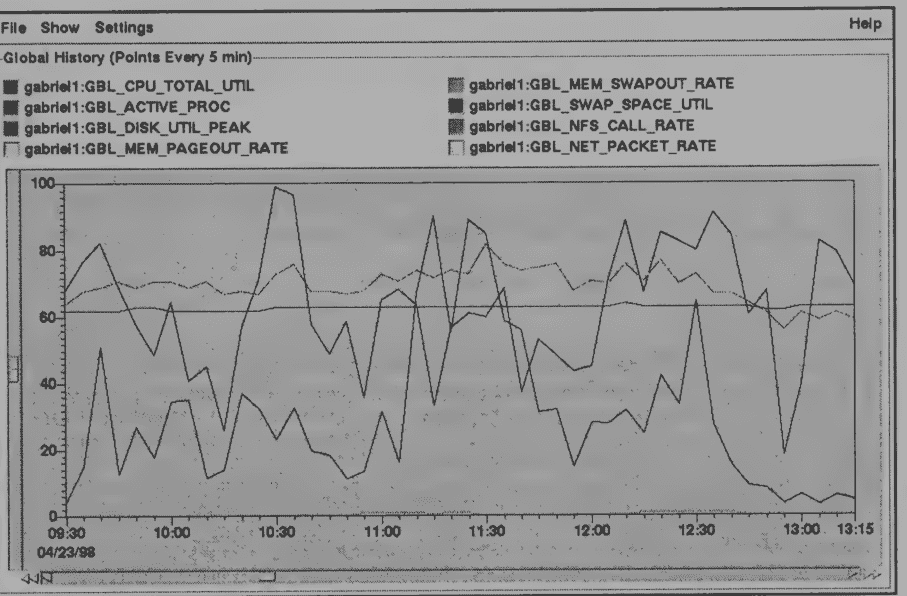 File Show Settings Help
Global History (Points Every 5 min)
gabriel1:GBL_CPU_TOTAL_UTIL
gabriel1:GBL_ACTIVE_PROC
gabriel1:GBL_DISK_UTIL_PEAK
gabriel1:GBL_MEM_PAGEOUT_RATE
gabriel1:GBL_MEM_SWAPOUT_RATE
gabriel1:GBL_SWAP_SPACE_UTIL
gabriel1:GBL_NFS_CALL_RATE
gabriel1:GBL_NET_PACKET_RATE
100
80
60
40
20
0
09:30 10:00 10:30 11:00 11:30 12:00 12:30 13:00 13:15
04/23/98